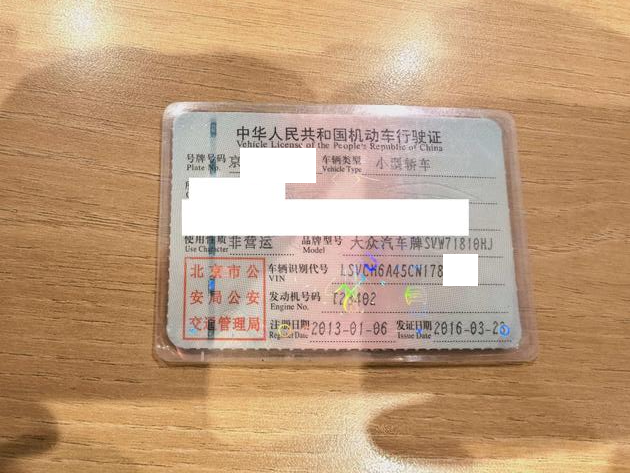 中华人民共和国机动车行驶证
Vehicle License of the People's Republic of China
号牌号码 京 车辆类型 小型轿车
Plate No. Vehicle Type
使用性质 非营运 品牌型号 大众汽车牌SVW71810HJ
Use Character Model
北京市公安局公安交通管理局
车辆识别代号 LSVCH6A45CN178
VIN
发动机号码
Engine No.
注册日期 2013-01-06 发证日期 2016-03-23
Register Date Issue Date